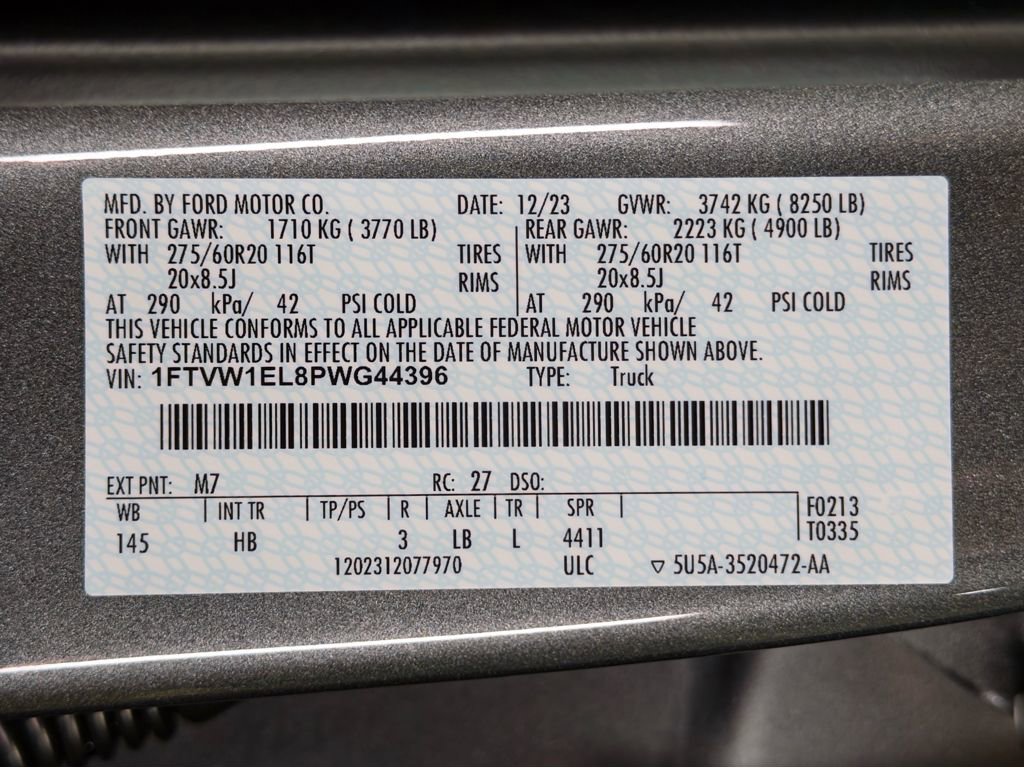 MFD. BY FORD MOTOR CO. DATE: 12/23 GVWR: 3742 KG ( 8250 LB)
FRONT GAWR: 1710 KG ( 3770 LB) REAR GAWR: 2223 KG ( 4900 LB)
WITH 275/60R20 116T TIRES WITH 275/60R20 116T TIRES
20x8.5J RIMS 20x8.5J RIMS
AT 290 kPa/ 42 PSI COLD AT 290 kPa/ 42 PSI COLD
THIS VEHICLE CONFORMS TO ALL APPLICABLE FEDERAL MOTOR VEHICLE
SAFETY STANDARDS IN EFFECT ON THE DATE OF MANUFACTURE SHOWN ABOVE.
VIN: 1FTVW1EL8PWG44396 TYPE: Truck
EXT PNT: M7 RC: 27 DSO:
WB | INT TR | TP/PS | R | AXLE | TR | SPR | F0213
145 HB 3 LB L 4411 T0335
1202312077970 ULC ▽ 5U5A-3520472-AA